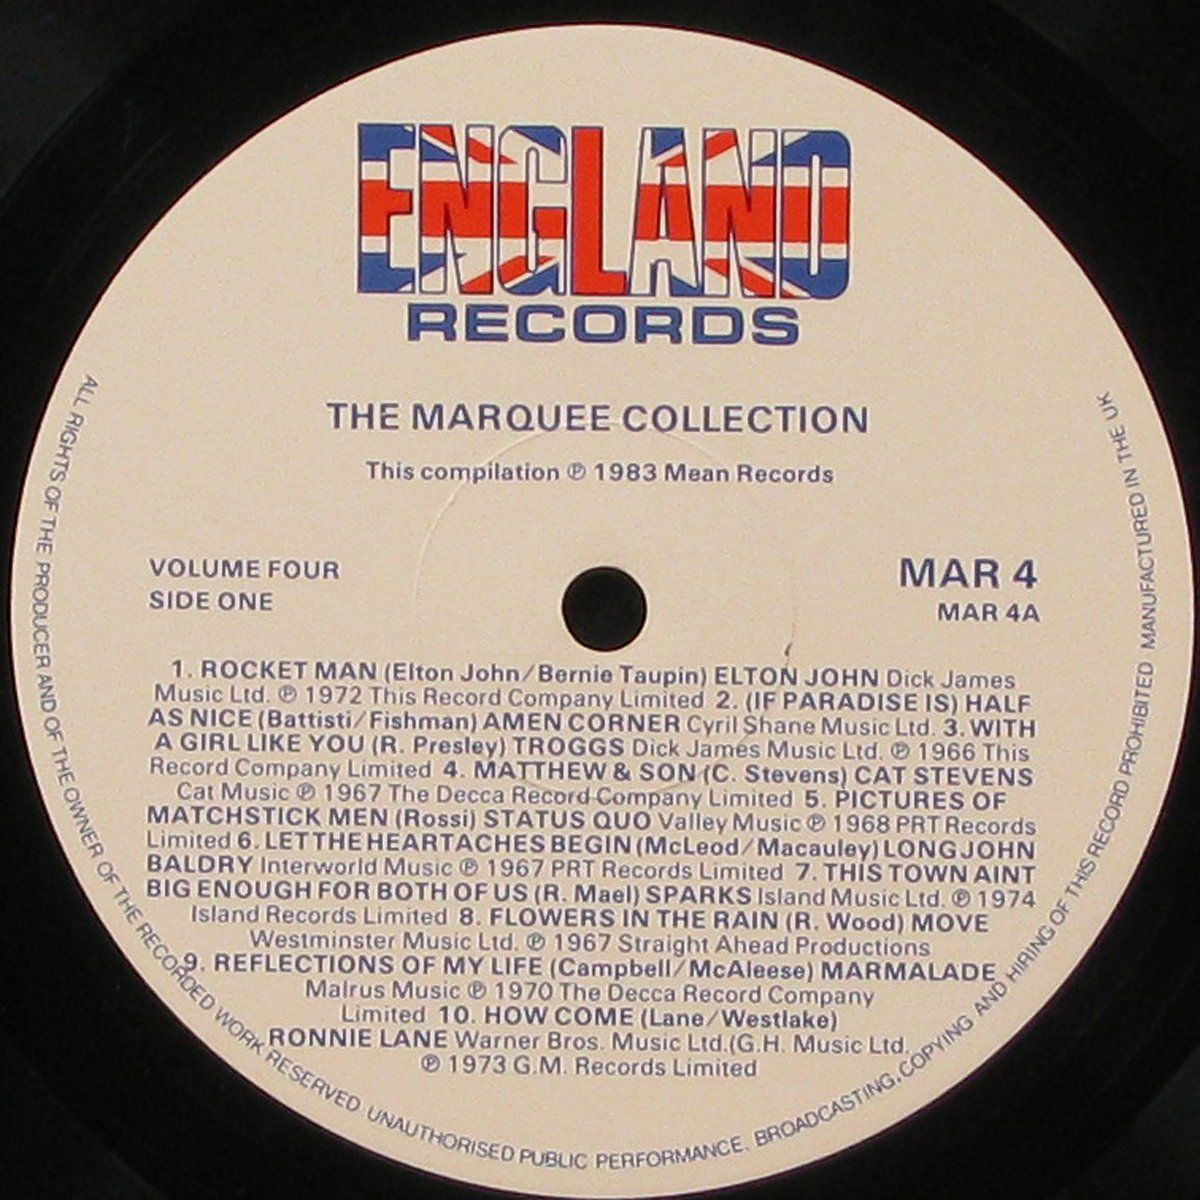 ENGLAND
RECORDS
THE MARQUEE COLLECTION
This compilation ℗ 1983 Mean Records
VOLUME FOUR
SIDE ONE
MAR 4
MAR 4A
1. ROCKET MAN (Elton John/Bernie Taupin) ELTON JOHN Dick James
Music Ltd. ℗ 1972 This Record Company Limited 2. (IF PARADISE IS) HALF
AS NICE (Battisti/Fishman) AMEN CORNER Cyril Shane Music Ltd. 3. WITH
A GIRL LIKE YOU (R. Presley) TROGGS Dick James Music Ltd. ℗ 1966 This
Record Company Limited 4. MATTHEW & SON (C. Stevens) CAT STEVENS
Cat Music ℗ 1967 The Decca Record Company Limited 5. PICTURES OF
MATCHSTICK MEN (Rossi) STATUS QUO Valley Music ℗ 1968 PRT Records
Limited 6. LET THE HEARTACHES BEGIN (McLeod/Macauley) LONG JOHN
BALDRY Interworld Music ℗ 1967 PRT Records Limited 7. THIS TOWN AINT
BIG ENOUGH FOR BOTH OF US (R. Mael) SPARKS Island Music Ltd. ℗ 1974
Island Records Limited 8. FLOWERS IN THE RAIN (R. Wood) MOVE
Westminster Music Ltd. ℗ 1967 Straight Ahead Productions
9. REFLECTIONS OF MY LIFE (Campbell/McAleese) MARMALADE
Malrus Music ℗ 1970 The Decca Record Company
Limited 10. HOW COME (Lane/Westlake)
RONNIE LANE Warner Bros. Music Ltd.(G.H. Music Ltd.
℗ 1973 G.M. Records Limited
ALL RIGHTS OF THE PRODUCER AND OF THE OWNER OF THE RECORDED WORK RESERVED UNAUTHORISED PUBLIC PERFORMANCE, BROADCASTING, COPYING AND HIRING OF THIS RECORD PROHIBITED MANUFACTURED IN THE UK